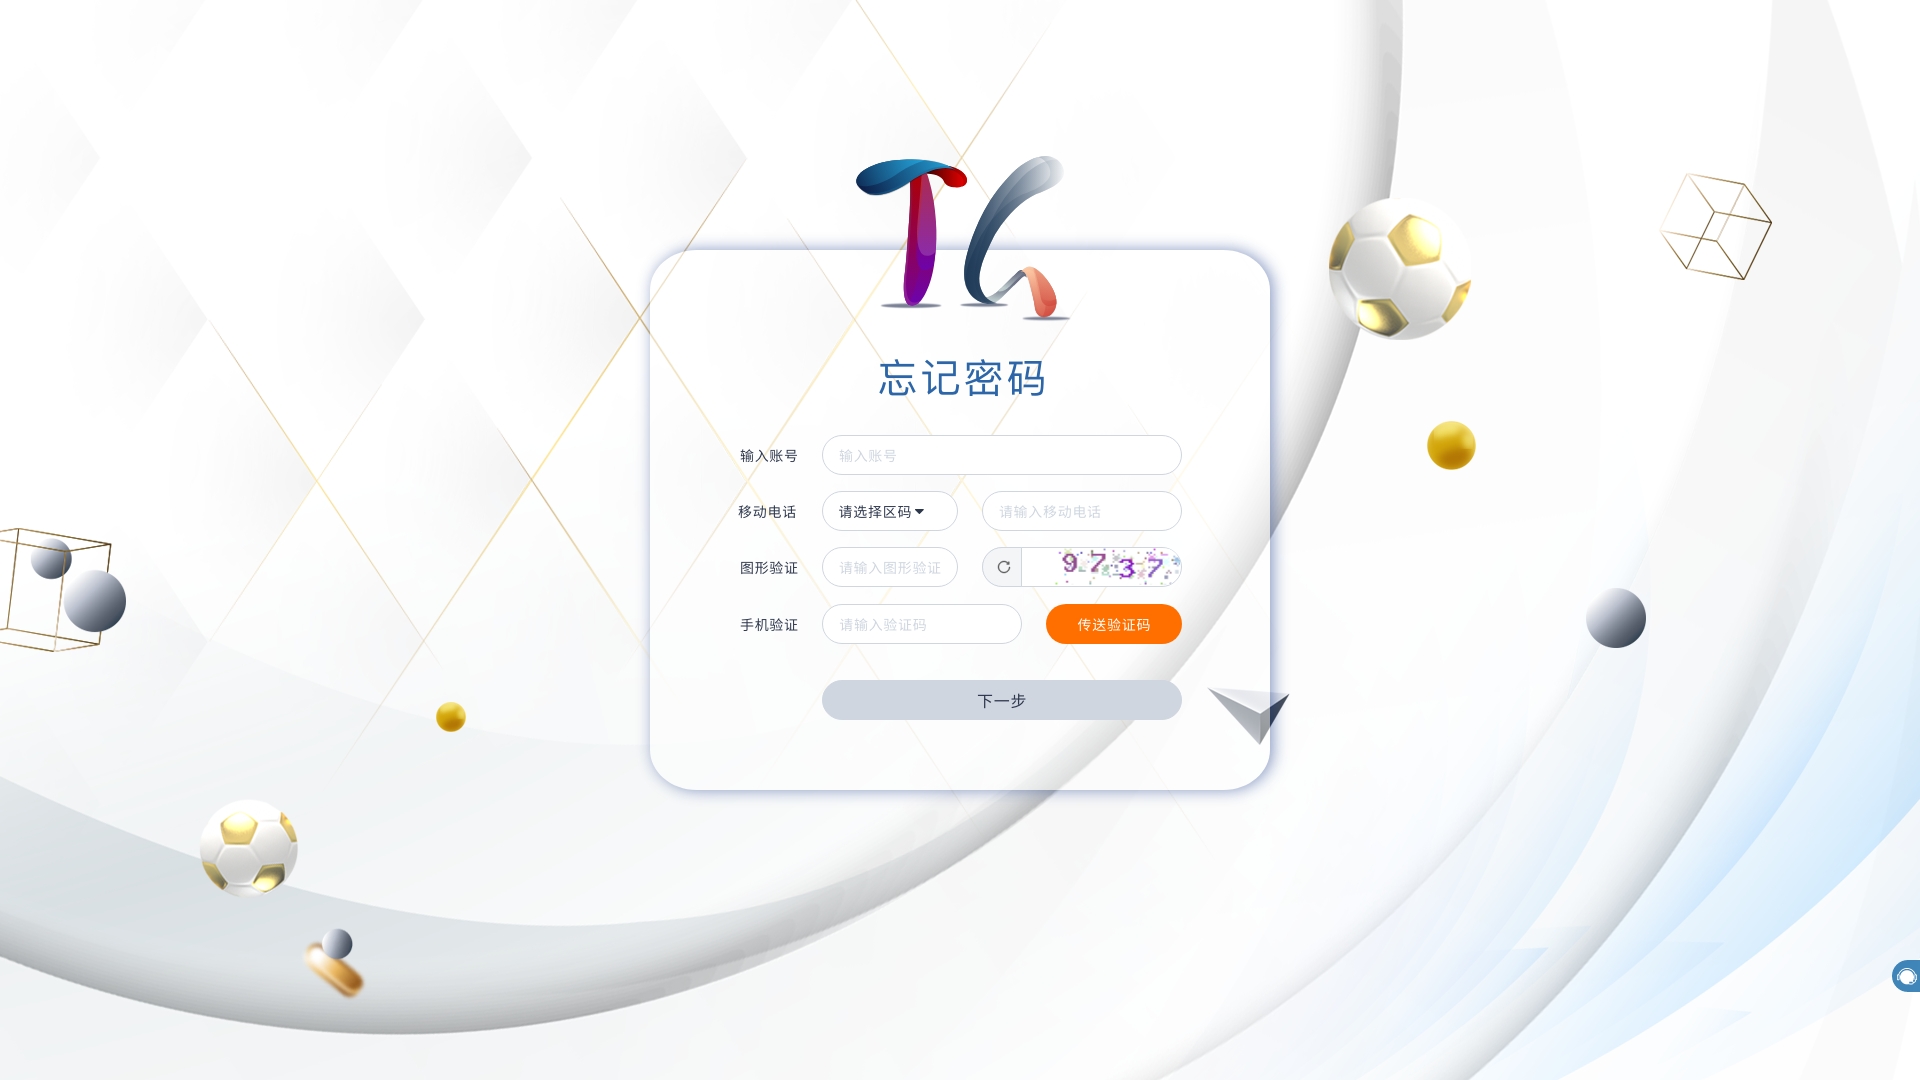 TG
忘记密码
输入账号 输入账号
移动电话 请选择区码 请输入移动电话
图形验证 请输入图形验证 9737
手机验证 请输入验证码 传送验证码
下一步